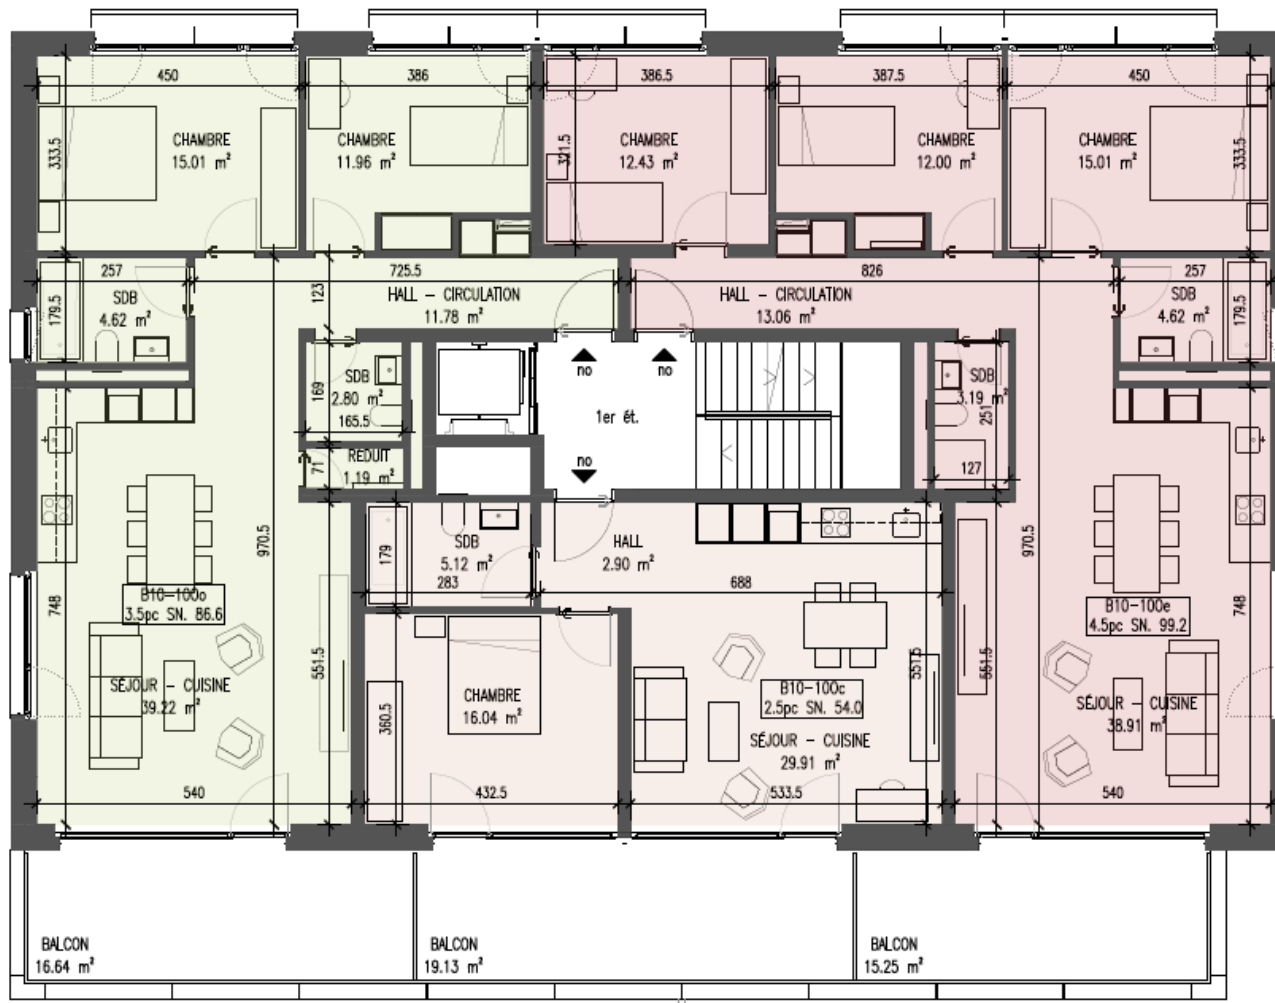 450
386
386.5
387.5
450
CHAMBRE
15.01 m²
CHAMBRE
11.96 m²
CHAMBRE
12.43 m²
CHAMBRE
12.00 m²
CHAMBRE
15.01 m²
333.5
321.5
333.5
257
725.5
826
257
SDB
4.62 m²
179.5
123
HALL - CIRCULATION
11.78 m²
HALL - CIRCULATION
13.06 m²
SDB
4.62 m²
179.5
SDB
2.80 m²
169
165.5
no
no
1er ét.
no
SDB
3.19 m²
251
127
REDUIT
1.19 m²
71
970.5
748
B10-100o
3.5pc SN. 86.6
SÉJOUR - CUISINE
39.22 m²
551.5
540
179
SDB
5.12 m²
283
HALL
2.90 m²
688
CHAMBRE
16.04 m²
360.5
432.5
B10-100c
2.5pc SN. 54.0
SÉJOUR - CUISINE
29.91 m²
551.5
533.5
970.5
748
B10-100e
4.5pc SN. 99.2
551.5
SÉJOUR - CUISINE
38.91 m²
540
BALCON
16.64 m²
BALCON
19.13 m²
BALCON
15.25 m²